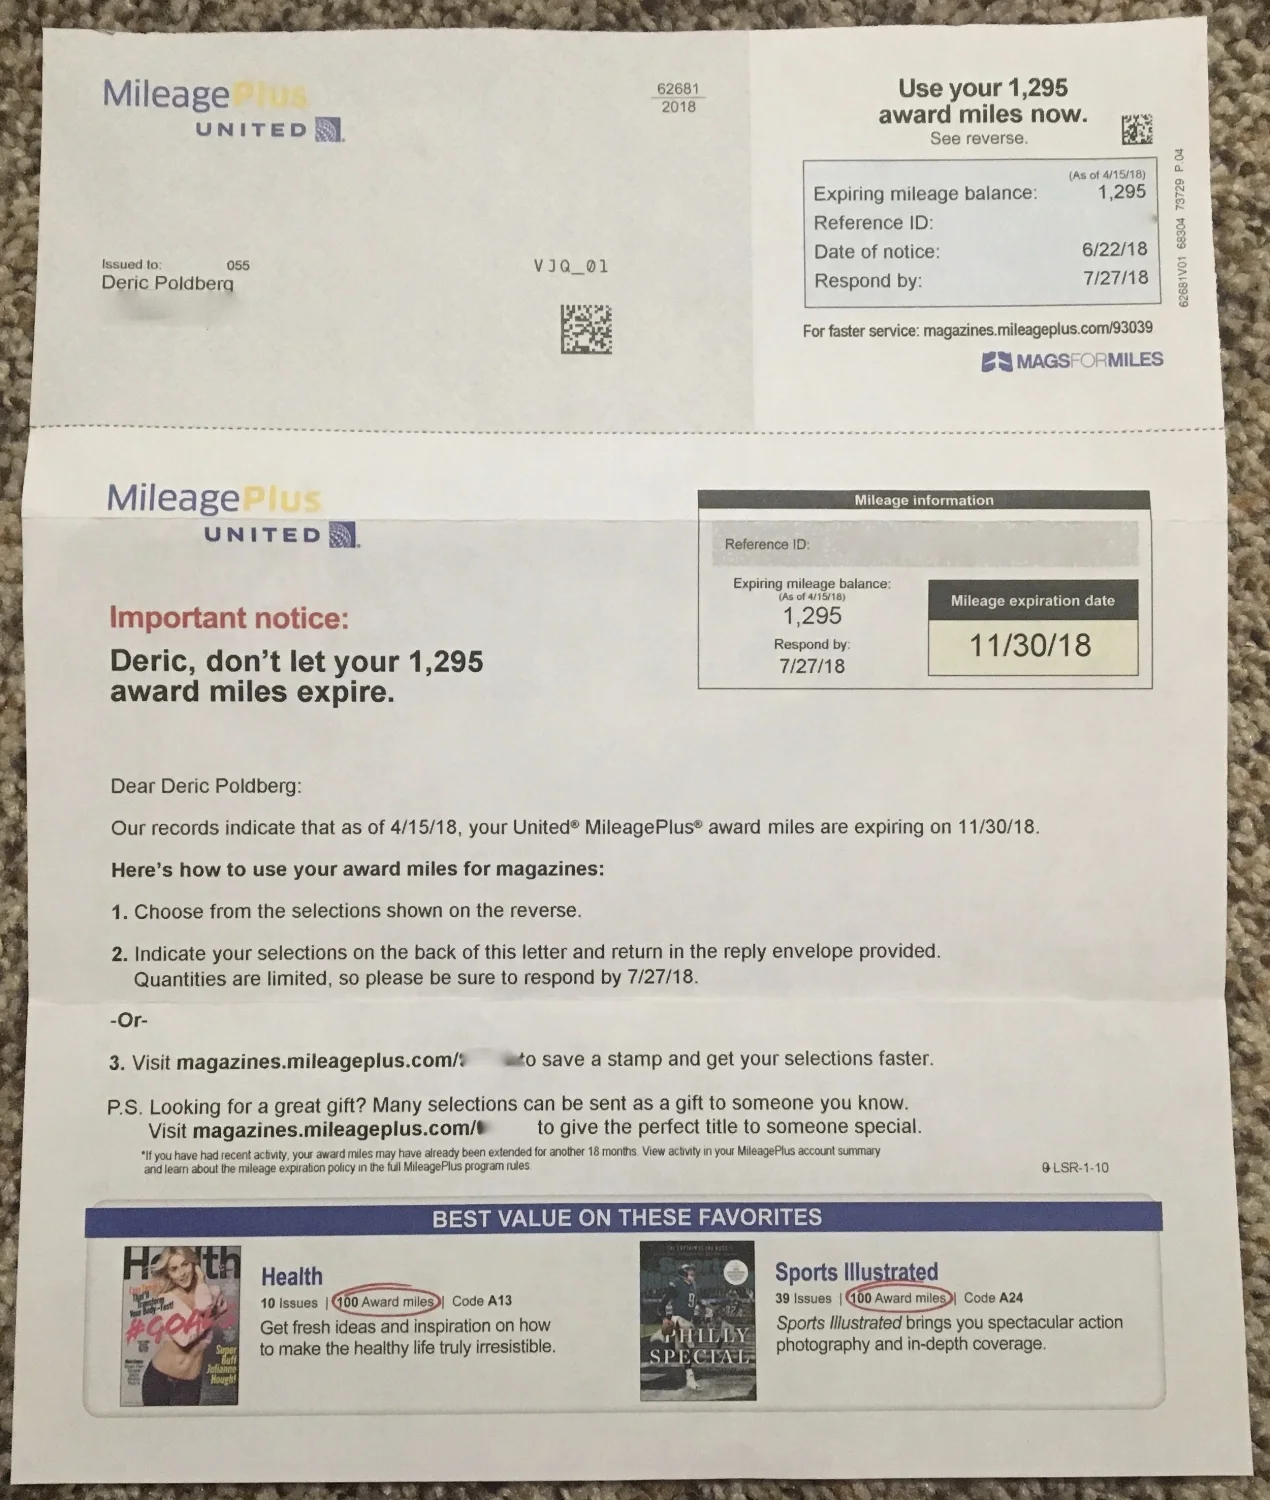 MileagePlus
UNITED
62681
2018
Issued to: 055
Deric Poldberg
VJQ_01
Use your 1,295
award miles now.
See reverse.
(As of 4/15/18)
Expiring mileage balance: 1,295
Reference ID:
Date of notice: 6/22/18
Respond by: 7/27/18
For faster service: magazines.mileageplus.com/93039
MAGSFORMILES
62681V01 68304 73729 P.04
MileagePlus
UNITED
Important notice:
Deric, don't let your 1,295
award miles expire.
Mileage information
Reference ID:
Expiring mileage balance:
(As of 4/15/18)
1,295
Respond by:
7/27/18
Mileage expiration date
11/30/18
Dear Deric Poldberg:
Our records indicate that as of 4/15/18, your United® MileagePlus® award miles are expiring on 11/30/18.
Here's how to use your award miles for magazines:
1. Choose from the selections shown on the reverse.
2. Indicate your selections on the back of this letter and return in the reply envelope provided.
Quantities are limited, so please be sure to respond by 7/27/18.
-Or-
3. Visit magazines.mileageplus.com/ to save a stamp and get your selections faster.
P.S. Looking for a great gift? Many selections can be sent as a gift to someone you know.
Visit magazines.mileageplus.com/ to give the perfect title to someone special.
*If you have had recent activity, your award miles may have already been extended for another 18 months. View activity in your MileagePlus account summary
and learn about the mileage expiration policy in the full MileagePlus program rules.
LSR-1-10
BEST VALUE ON THESE FAVORITES
Health
10 Issues | 100 Award miles | Code A13
Get fresh ideas and inspiration on how
to make the healthy life truly irresistible.
#GOALS
Super
Buff
Julianne
Hough!
Sports Illustrated
39 Issues | 100 Award miles | Code A24
Sports Illustrated brings you spectacular action
photography and in-depth coverage.
PHILLY
SPECIAL